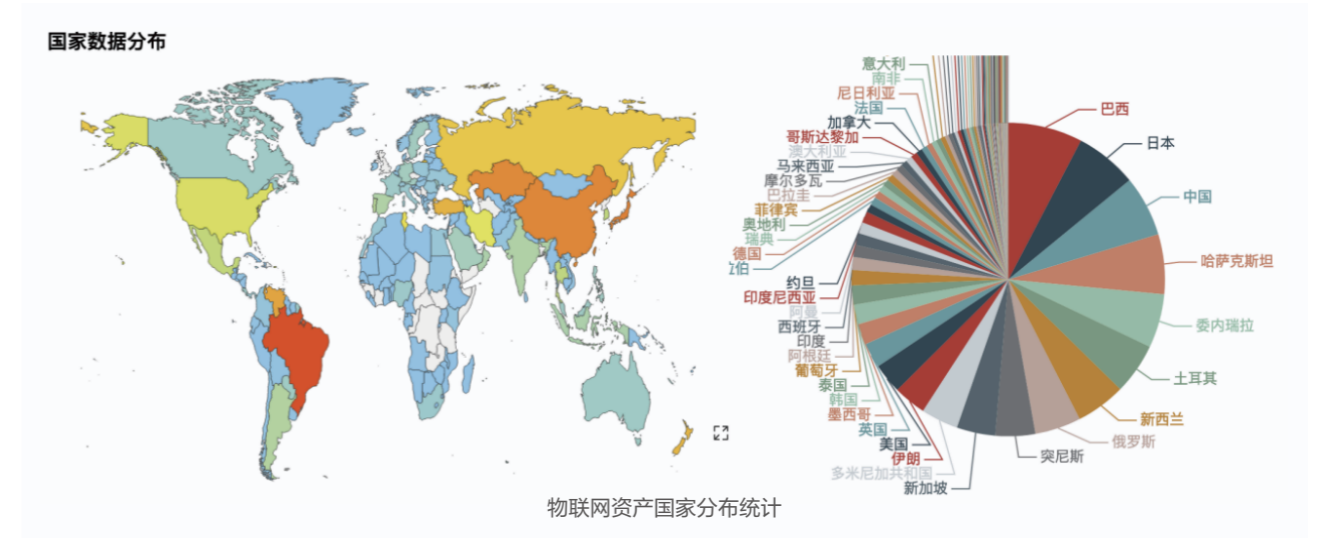 国家数据分布
意大利
南非
尼日利亚
法国
加拿大
哥斯达黎加
澳大利亚
马来西亚
摩尔多瓦
巴拉圭
菲律宾
奥地利
瑞典
德国
伯
约旦
印度尼西亚
阿曼
西班牙
印度
阿根廷
葡萄牙
泰国
韩国
墨西哥
英国
美国
伊朗
多米尼加共和国
新加坡
巴西
日本
中国
哈萨克斯坦
委内瑞拉
土耳其
新西兰
俄罗斯
突尼斯
物联网资产国家分布统计